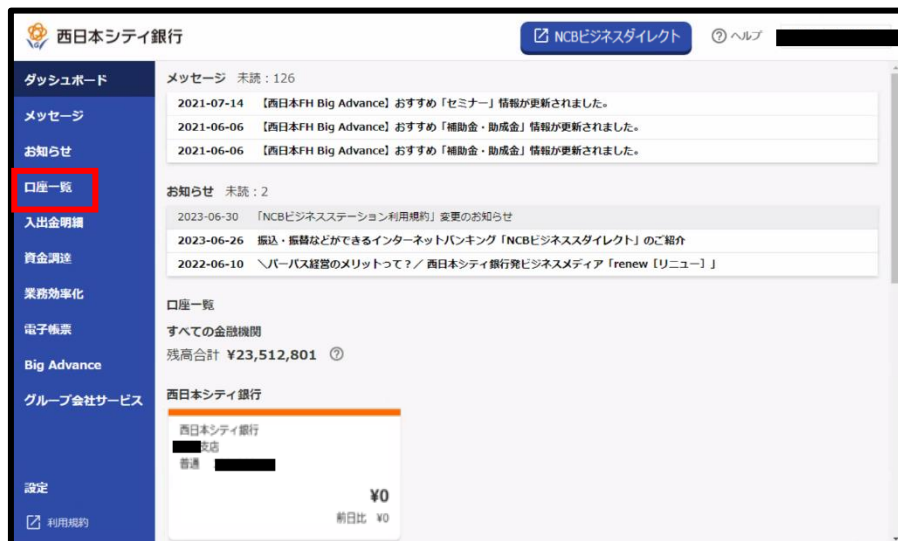 西日本シティ銀行
NCBビジネスダイレクト
ヘルプ
ダッシュボード
メッセージ
お知らせ
口座一覧
入出金明細
資金調達
業務効率化
電子帳票
Big Advance
グループ会社サービス
設定
利用規約
メッセージ 未読：126
2021-07-14 【西日本FH Big Advance】おすすめ「セミナー」情報が更新されました。
2021-06-06 【西日本FH Big Advance】おすすめ「補助金・助成金」情報が更新されました。
2021-06-06 【西日本FH Big Advance】おすすめ「補助金・助成金」情報が更新されました。
お知らせ 未読：2
2023-06-30 「NCBビジネスステーション利用規約」変更のお知らせ
2023-06-26 振込・振替などができるインターネットバンキング「NCBビジネスダイレクト」のご紹介
2022-06-10 ＼パーパス経営のメリットって？／ 西日本シティ銀行発ビジネスメディア「renew［リニュー］」
口座一覧
すべての金融機関
残高合計 ¥23,512,801
西日本シティ銀行
西日本シティ銀行
支店
普通
¥0
前日比 ¥0